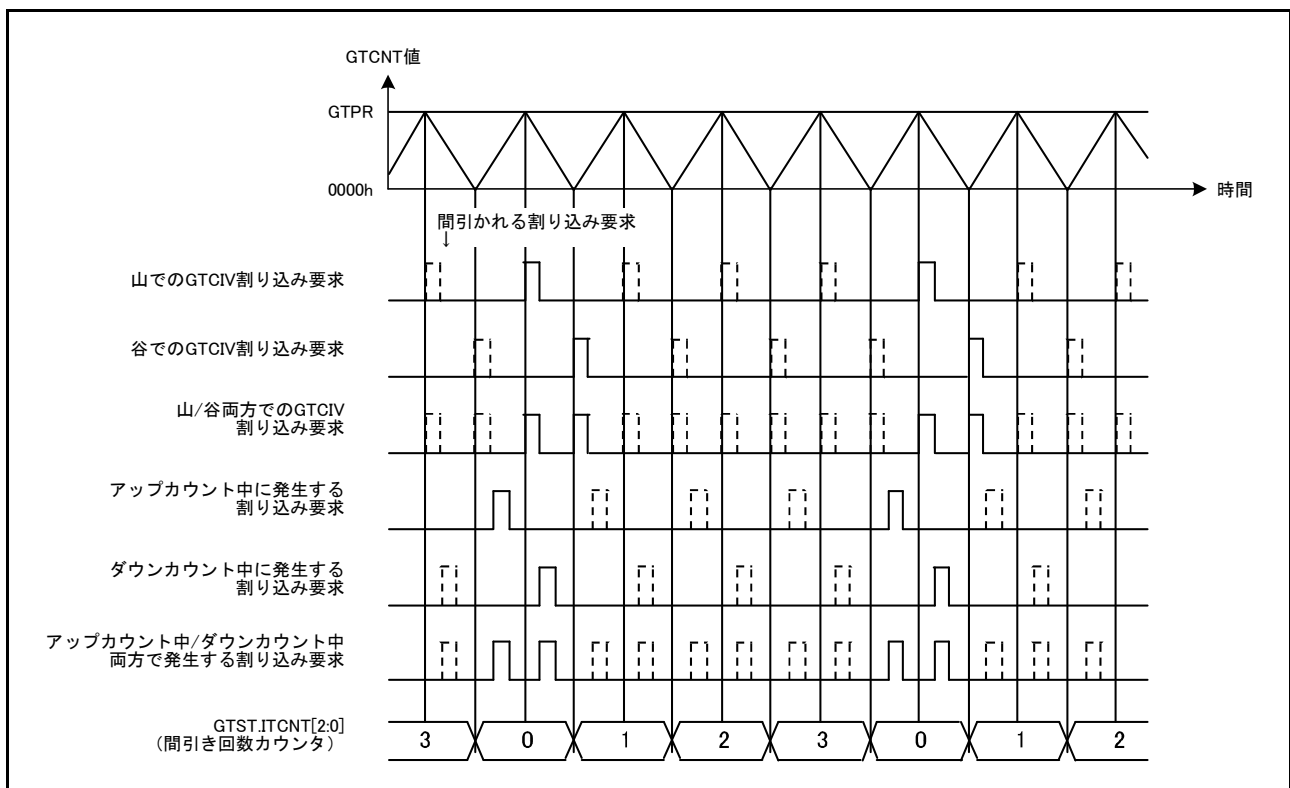 GTCNT値
GTPR
0000h
時間
間引かれる割り込み要求
↓
山でのGTCIV割り込み要求
谷でのGTCIV割り込み要求
山/谷両方でのGTCIV
割り込み要求
アップカウント中に発生する
割り込み要求
ダウンカウント中に発生する
割り込み要求
アップカウント中/ダウンカウント中
両方で発生する割り込み要求
GTST.ITCNT[2:0]
(間引き回数カウンタ)
3 0 1 2 3 0 1 2